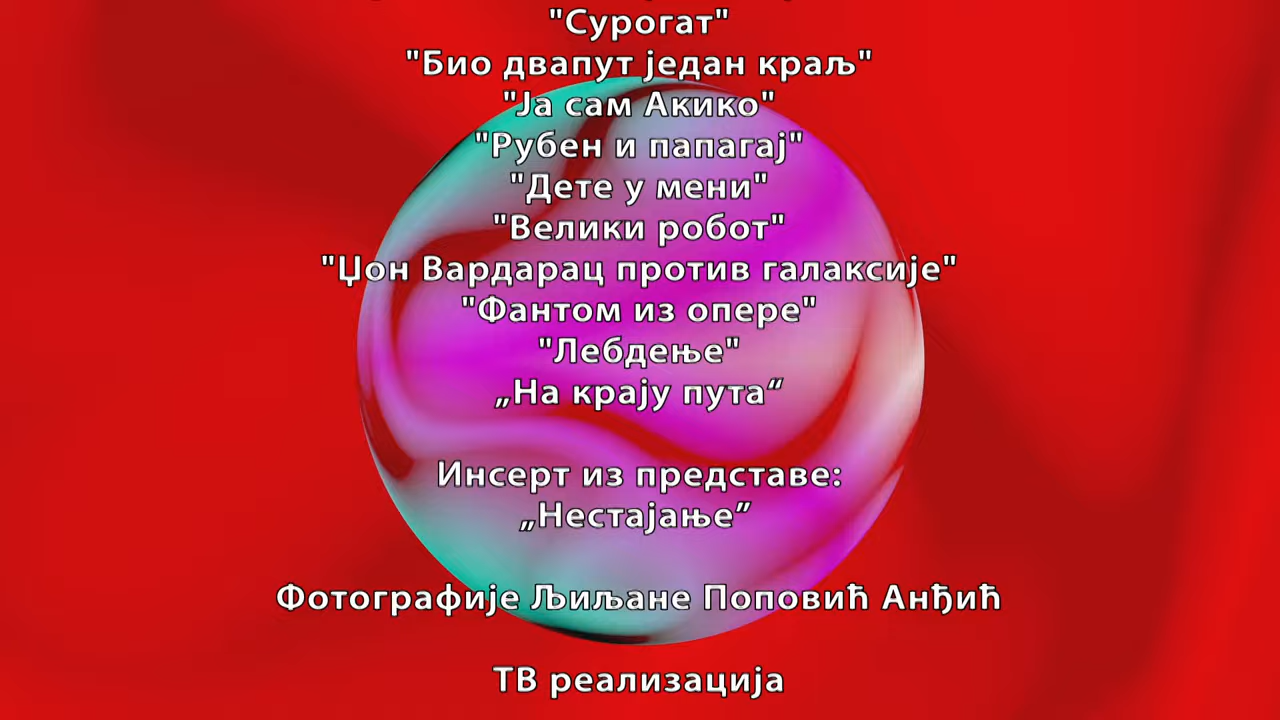 "Сурогат"
"Био двапут један краљ"
"Ја сам Акико"
"Рубен и папагај"
"Дете у мени"
"Велики робот"
"Џон Вардарац против галаксије"
"Фантом из опере"
"Лебдење"
„На крају пута“
Инсерт из представе:
„Нестајање”
Фотографије Љиљане Поповић Анђић
ТВ реализација